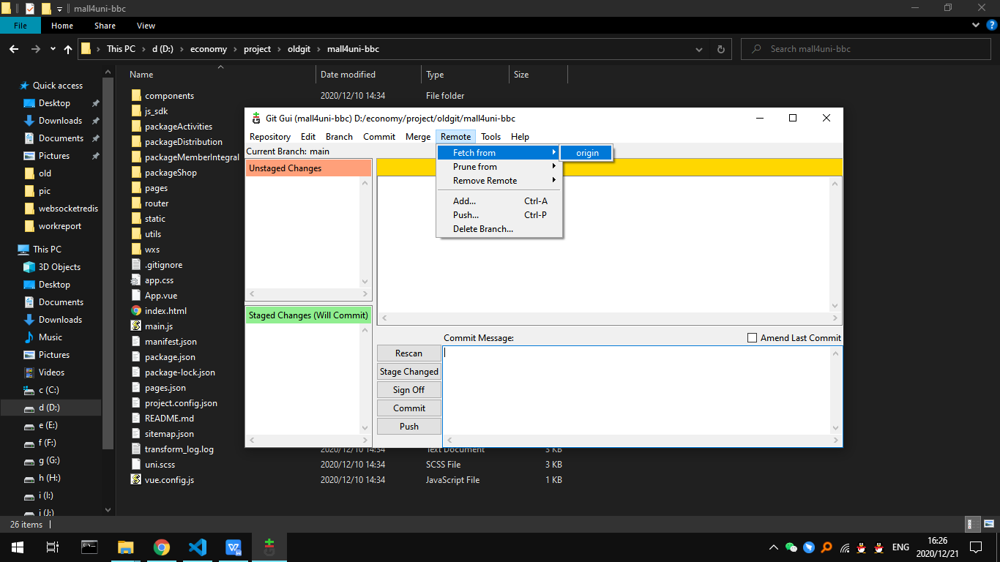 mall4uni-bbc
File Home Share View
This PC d (D:) economy project oldgit mall4uni-bbc
Search mall4uni-bbc
Name Date modified Type Size
Quick access
Desktop
Downloads
Documents
Pictures
old
pic
websocketredis
workreport
This PC
3D Objects
Desktop
Documents
Downloads
Music
Pictures
Videos
c (C:)
d (D:)
e (E:)
f (F:)
g (G:)
h (H:)
i (I:)
j (J:)
components 2020/12/10 14:34 File folder
js_sdk
packageActivities
packageDistribution
packageMemberIntegral
packageShop
pages
router
static
utils
wxs
.gitignore
app.css
App.vue
index.html
main.js
manifest.json
package.json
package-lock.json
pages.json
project.config.json
README.md
sitemap.json
transform_log.log 2020/12/10 14:34 Text Document 3 KB
uni.scss 2020/12/10 14:34 SCSS File 3 KB
vue.config.js 2020/12/10 14:34 JavaScript File 1 KB
Git Gui (mall4uni-bbc) D:/economy/project/oldgit/mall4uni-bbc
Repository Edit Branch Commit Merge Remote Tools Help
Current Branch: main
Unstaged Changes
Fetch from
origin
Prune from
Remove Remote
Add... Ctrl-A
Push... Ctrl-P
Delete Branch...
Staged Changes (Will Commit)
Commit Message:
Amend Last Commit
Rescan
Stage Changed
Sign Off
Commit
Push
26 items
ENG
16:26
2020/12/21